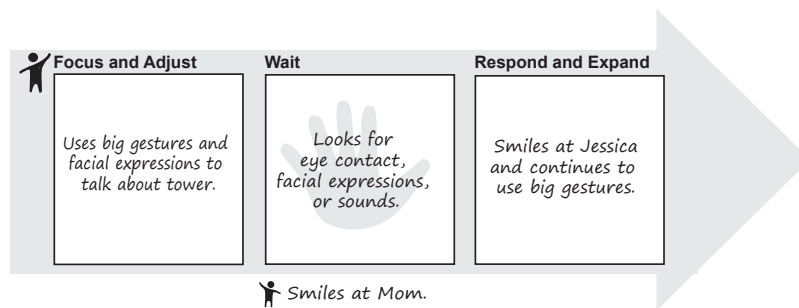 Focus and Adjust
Uses big gestures and
facial expressions to
talk about tower.
Wait
Looks for
eye contact,
facial expressions,
or sounds.
Respond and Expand
Smiles at Jessica
and continues to
use big gestures.
Smiles at Mom.